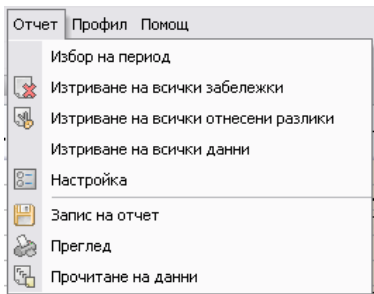 Отчет Профил Помощ
Избор на период
Изтриване на всички забележки
Изтриване на всички отнесени разлики
Изтриване на всички данни
Настройка
Запис на отчет
Преглед
Прочитане на данни